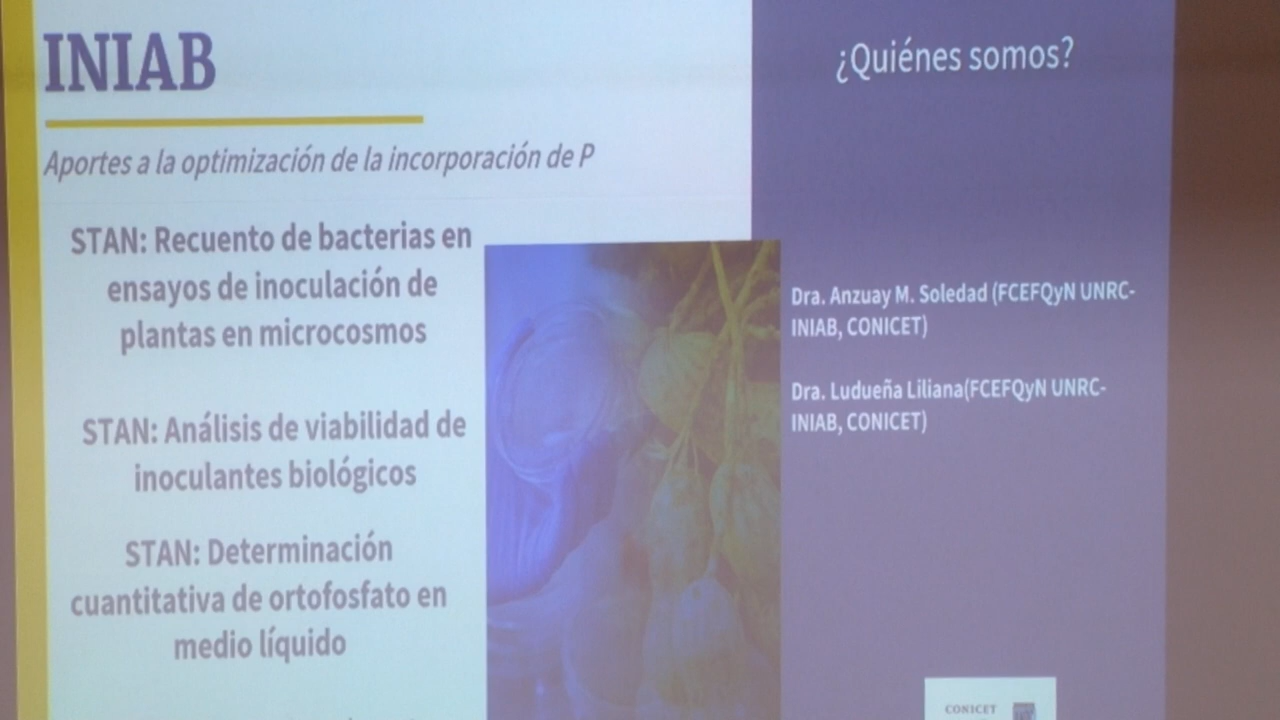 INIAB
Aportes a la optimización de la incorporación de P
STAN: Recuento de bacterias en
ensayos de inoculación de
plantas en microcosmos
STAN: Análisis de viabilidad de
inoculantes biológicos
STAN: Determinación
cuantitativa de ortofosfato en
medio líquido
¿Quiénes somos?
Dra. Anzuay M. Soledad (FCEFQyN UNRC-
INIAB, CONICET)
Dra. Ludueña Liliana(FCEFQyN UNRC-
INIAB, CONICET)
CONICET